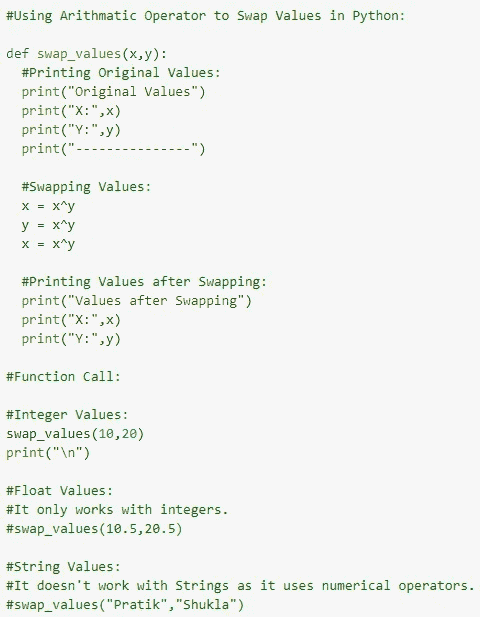 #Using Arithmatic Operator to Swap Values in Python:

def swap_values(x,y):
  #Printing Original Values:
  print("Original Values")
  print("X:",x)
  print("Y:",y)
  print("---------------")

  #Swapping Values:
  x = x^y
  y = x^y
  x = x^y

  #Printing Values after Swapping:
  print("Values after Swapping")
  print("X:",x)
  print("Y:",y)

#Function Call:

#Integer Values:
swap_values(10,20)
print("\n")

#Float Values:
#It only works with integers.
#swap_values(10.5,20.5)

#String Values:
#It doesn't work with Strings as it uses numerical operators.
#swap_values("Pratik","Shukla")